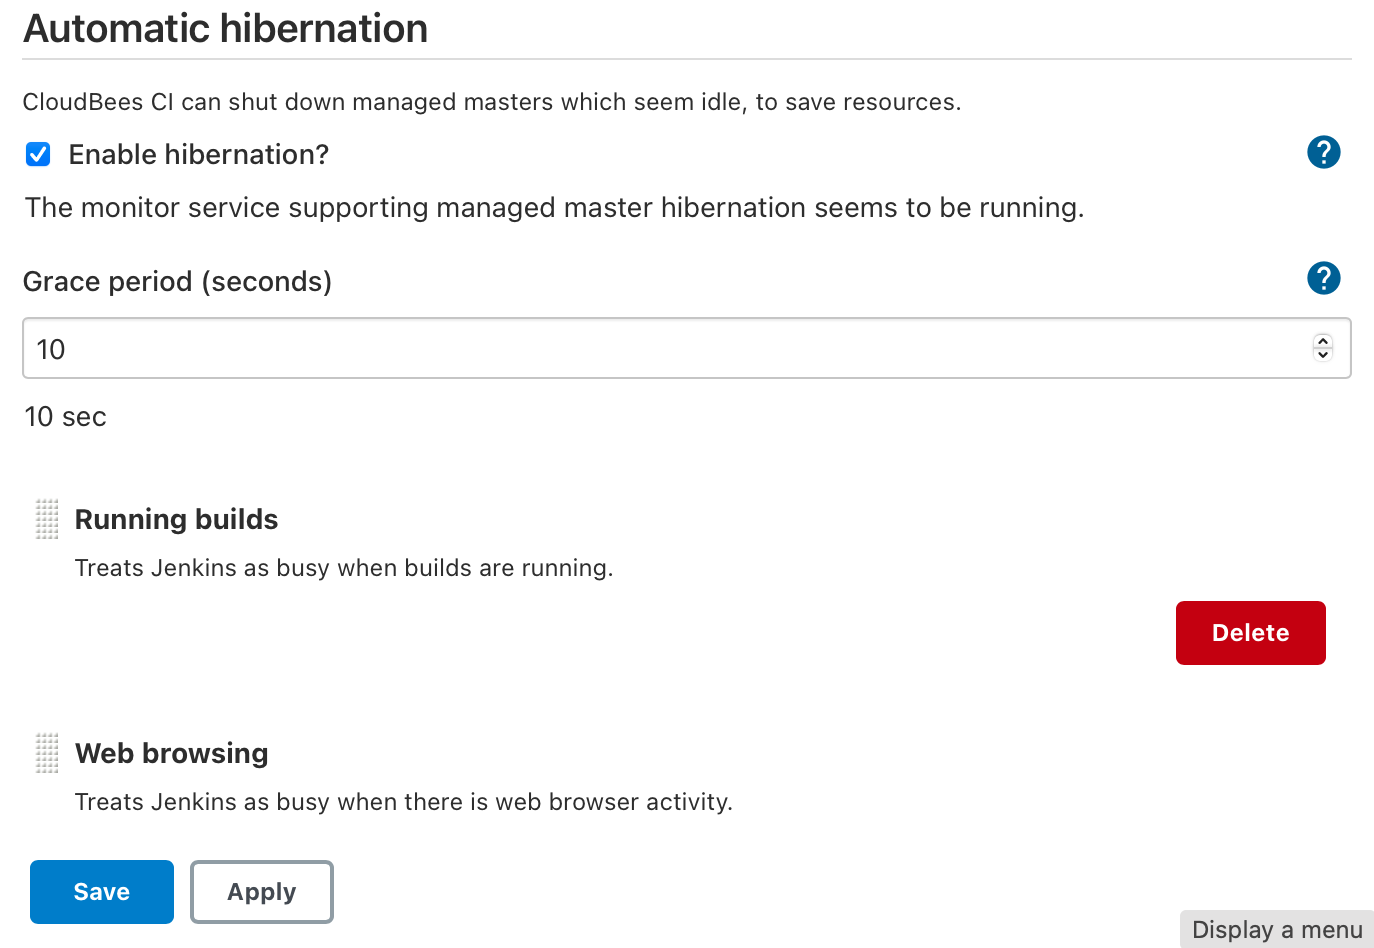 Automatic hibernation
CloudBees CI can shut down managed masters which seem idle, to save resources.
Enable hibernation?
?
The monitor service supporting managed master hibernation seems to be running.
Grace period (seconds)
?
10
10 sec
Running builds
Treats Jenkins as busy when builds are running.
Delete
Web browsing
Treats Jenkins as busy when there is web browser activity.
Save Apply
Display a menu